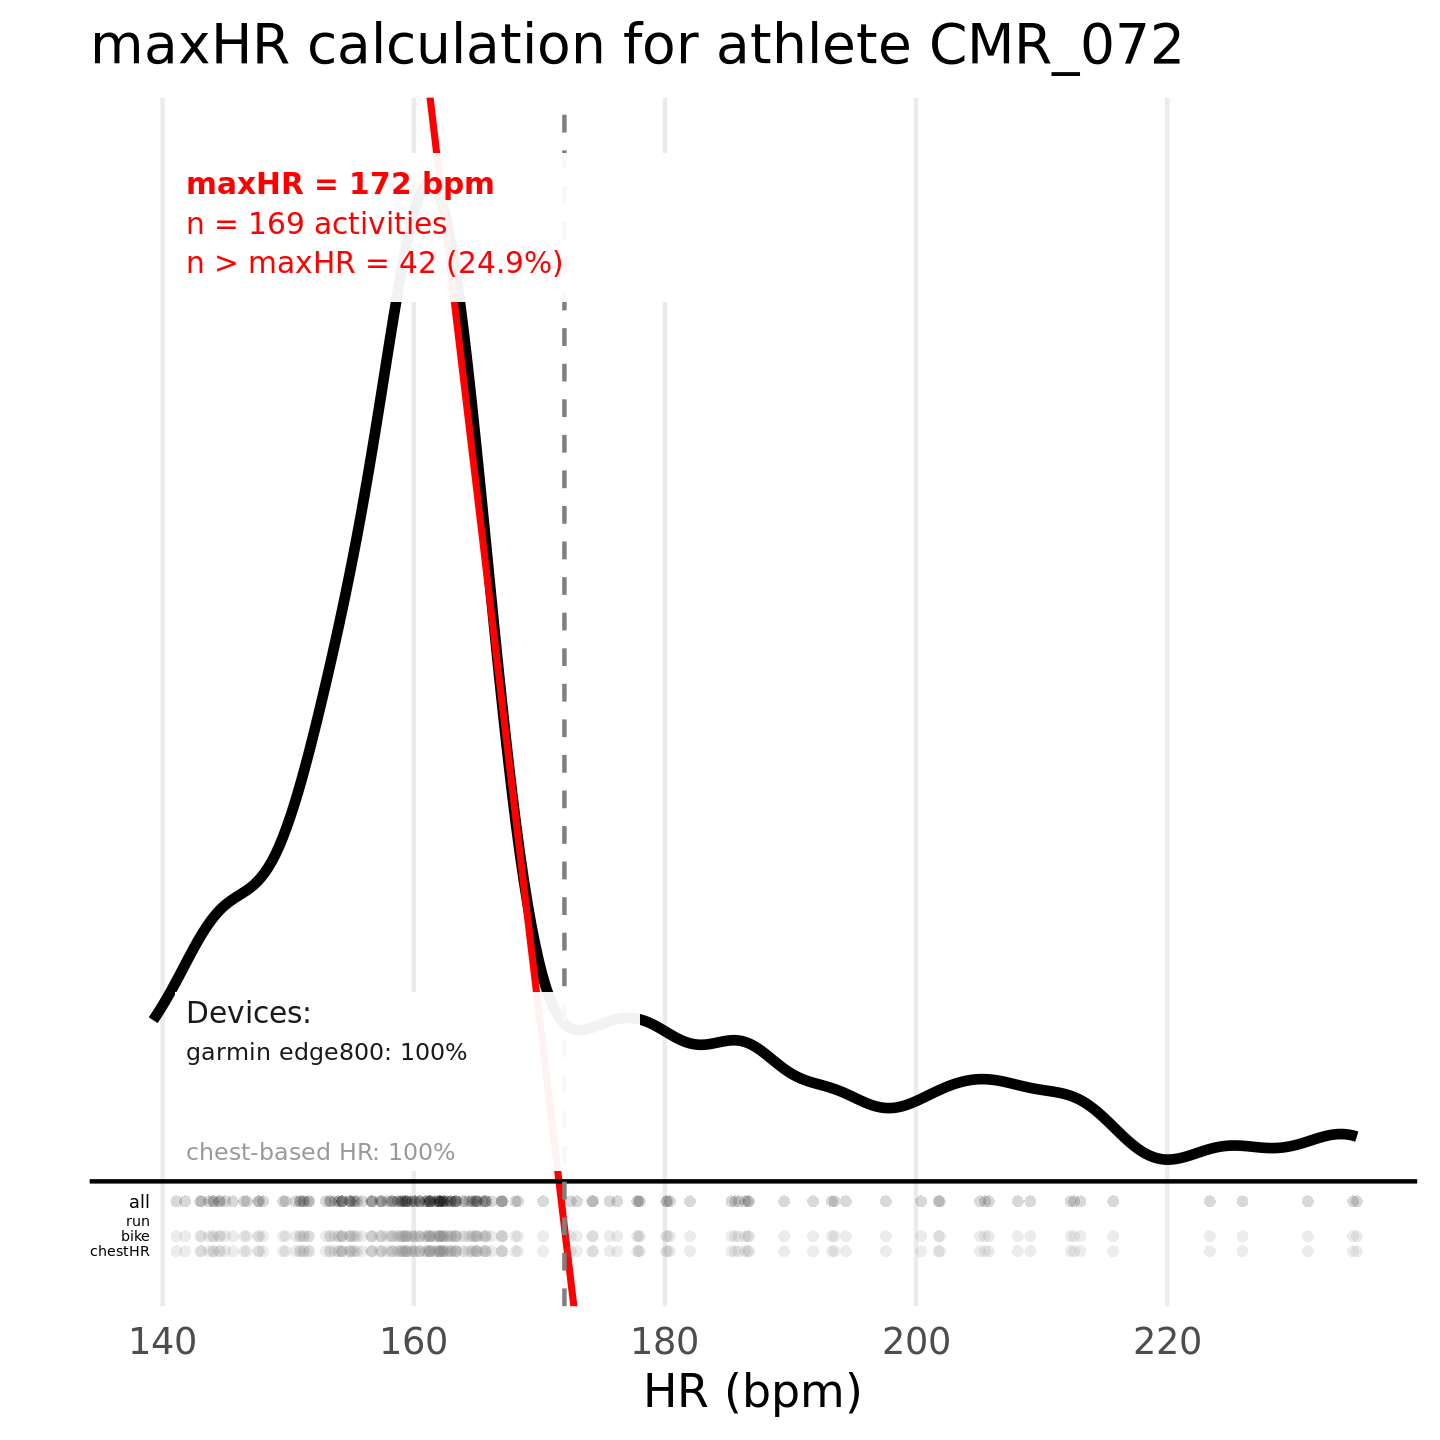 maxHR calculation for athlete CMR_072
maxHR = 172 bpm
n = 169 activities
n > maxHR = 42 (24.9%)
Devices:
garmin edge800: 100%
chest-based HR: 100%
all
run
bike
chestHR
140 160 180 200 220
HR (bpm)